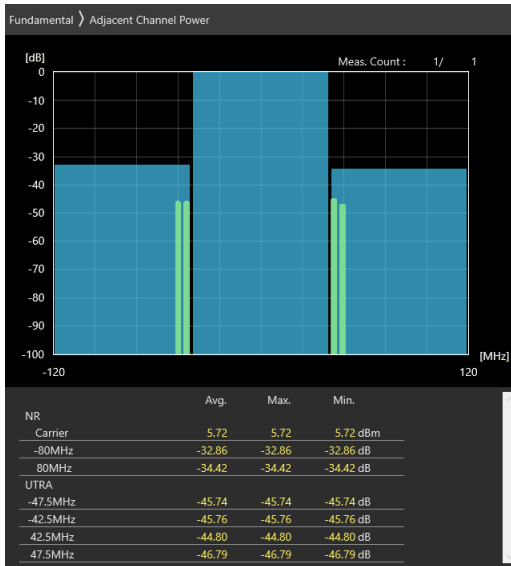 Fundamental 〉 Adjacent Channel Power
[dB]
Meas. Count : 1/ 1
0
-10
-20
-30
-40
-50
-60
-70
-80
-90
-100
[MHz]
-120 120
Avg. Max. Min.
NR
Carrier 5.72 5.72 5.72 dBm
-80MHz -32.86 -32.86 -32.86 dB
80MHz -34.42 -34.42 -34.42 dB
UTRA
-47.5MHz -45.74 -45.74 -45.74 dB
-42.5MHz -45.76 -45.76 -45.76 dB
42.5MHz -44.80 -44.80 -44.80 dB
47.5MHz -46.79 -46.79 -46.79 dB